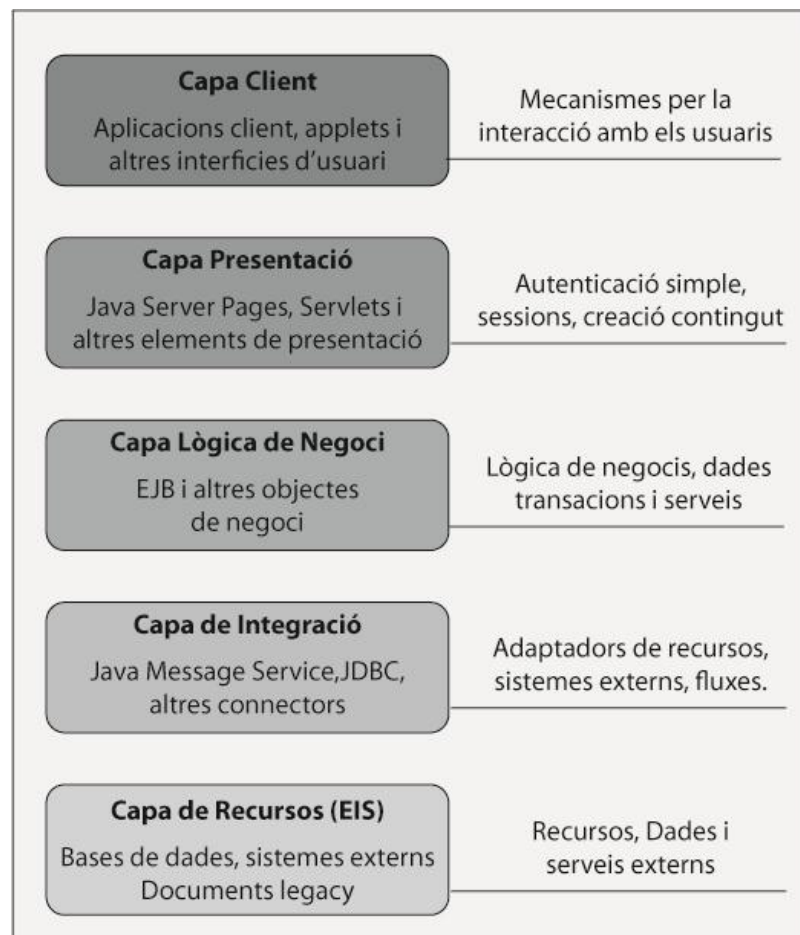 Capa Client
Aplicacions client, applets i
altres interficies d'usuari
Mecanismes per la
interacció amb els usuaris
Capa Presentació
Java Server Pages, Servlets i
altres elements de presentació
Autenticació simple,
sessions, creació contingut
Capa Lògica de Negoci
EJB i altres objectes
de negoci
Lògica de negocis, dades
transacions i serveis
Capa de Integració
Java Message Service,JDBC,
altres connectors
Adaptadors de recursos,
sistemes externs, fluxes.
Capa de Recursos (EIS)
Bases de dades, sistemes externs
Documents legacy
Recursos, Dades i
serveis externs